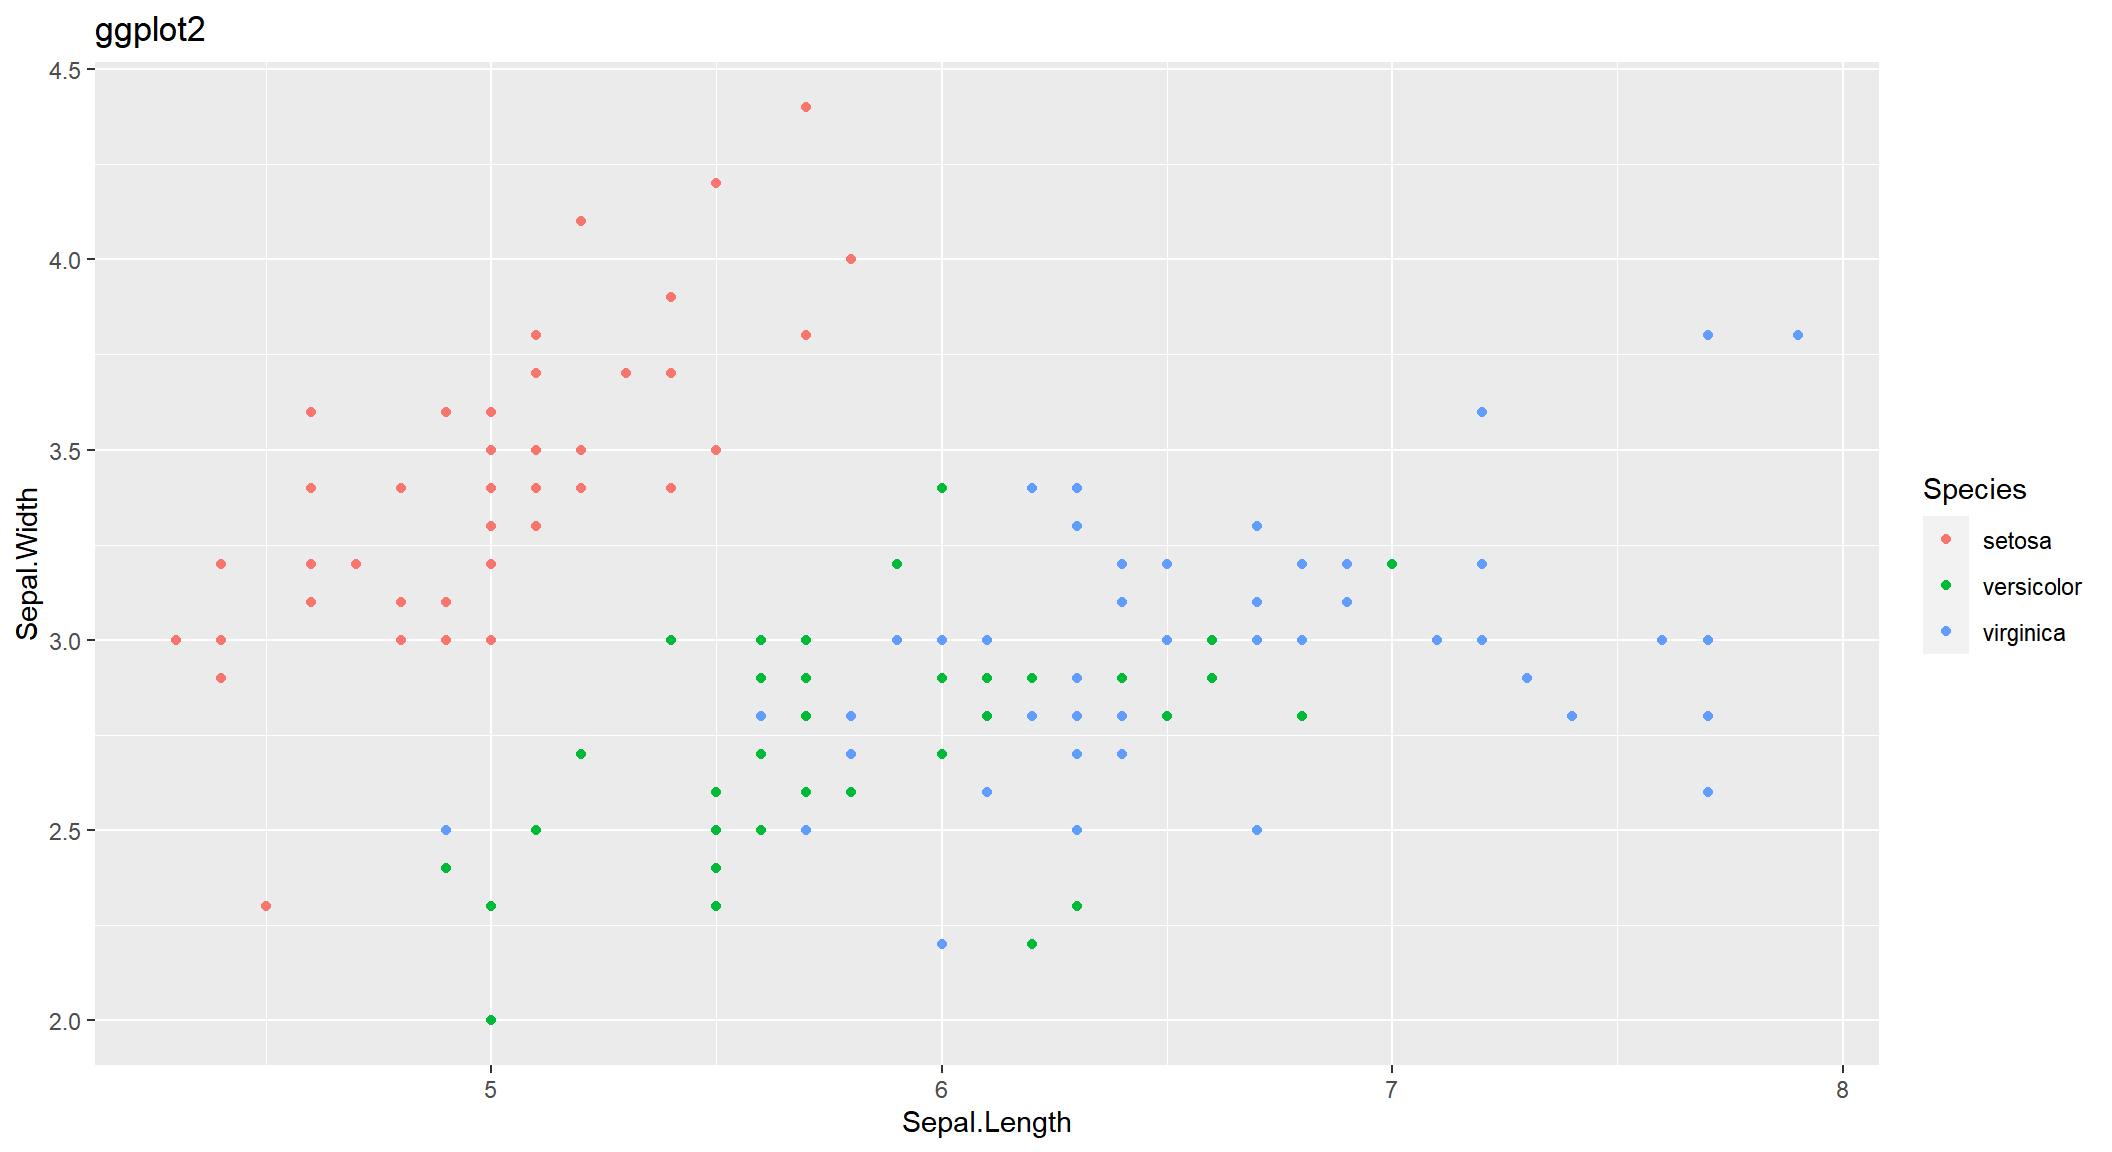 ggplot2
4.5
4.0
3.5
3.0
2.5
2.0
Sepal.Width
5 6 7 8
Sepal.Length
Species
setosa
versicolor
virginica